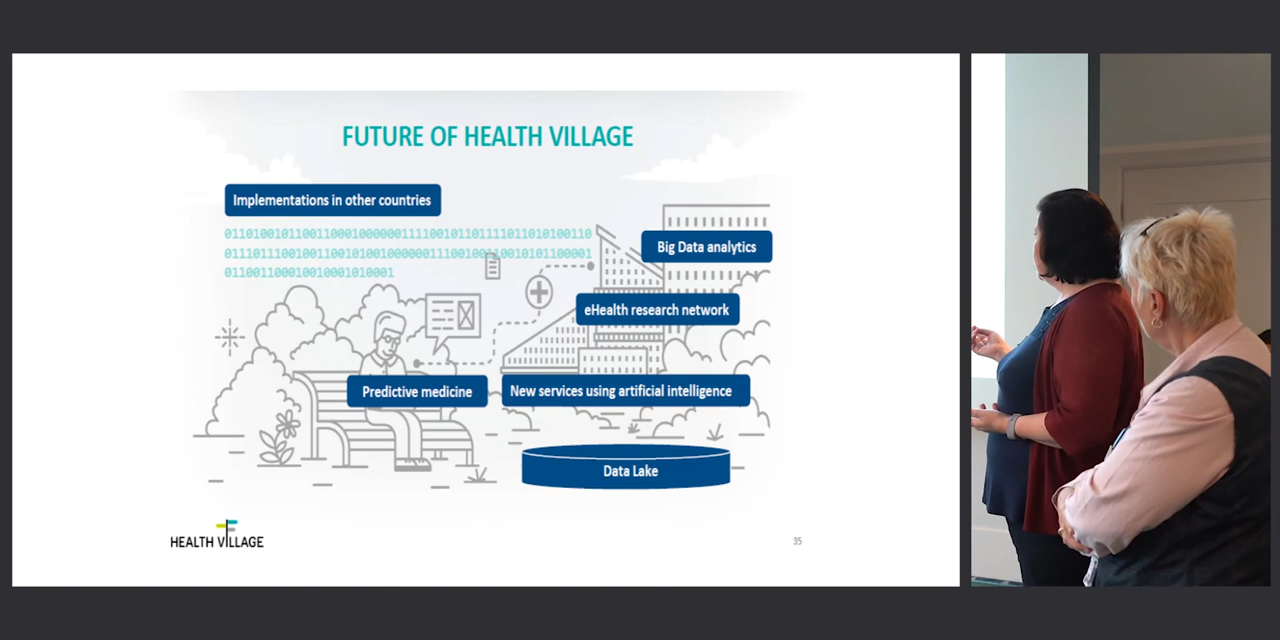 FUTURE OF HEALTH VILLAGE
Implementations in other countries
Big Data analytics
eHealth research network
Predictive medicine
New services using artificial intelligence
Data Lake
HEALTH VILLAGE
35